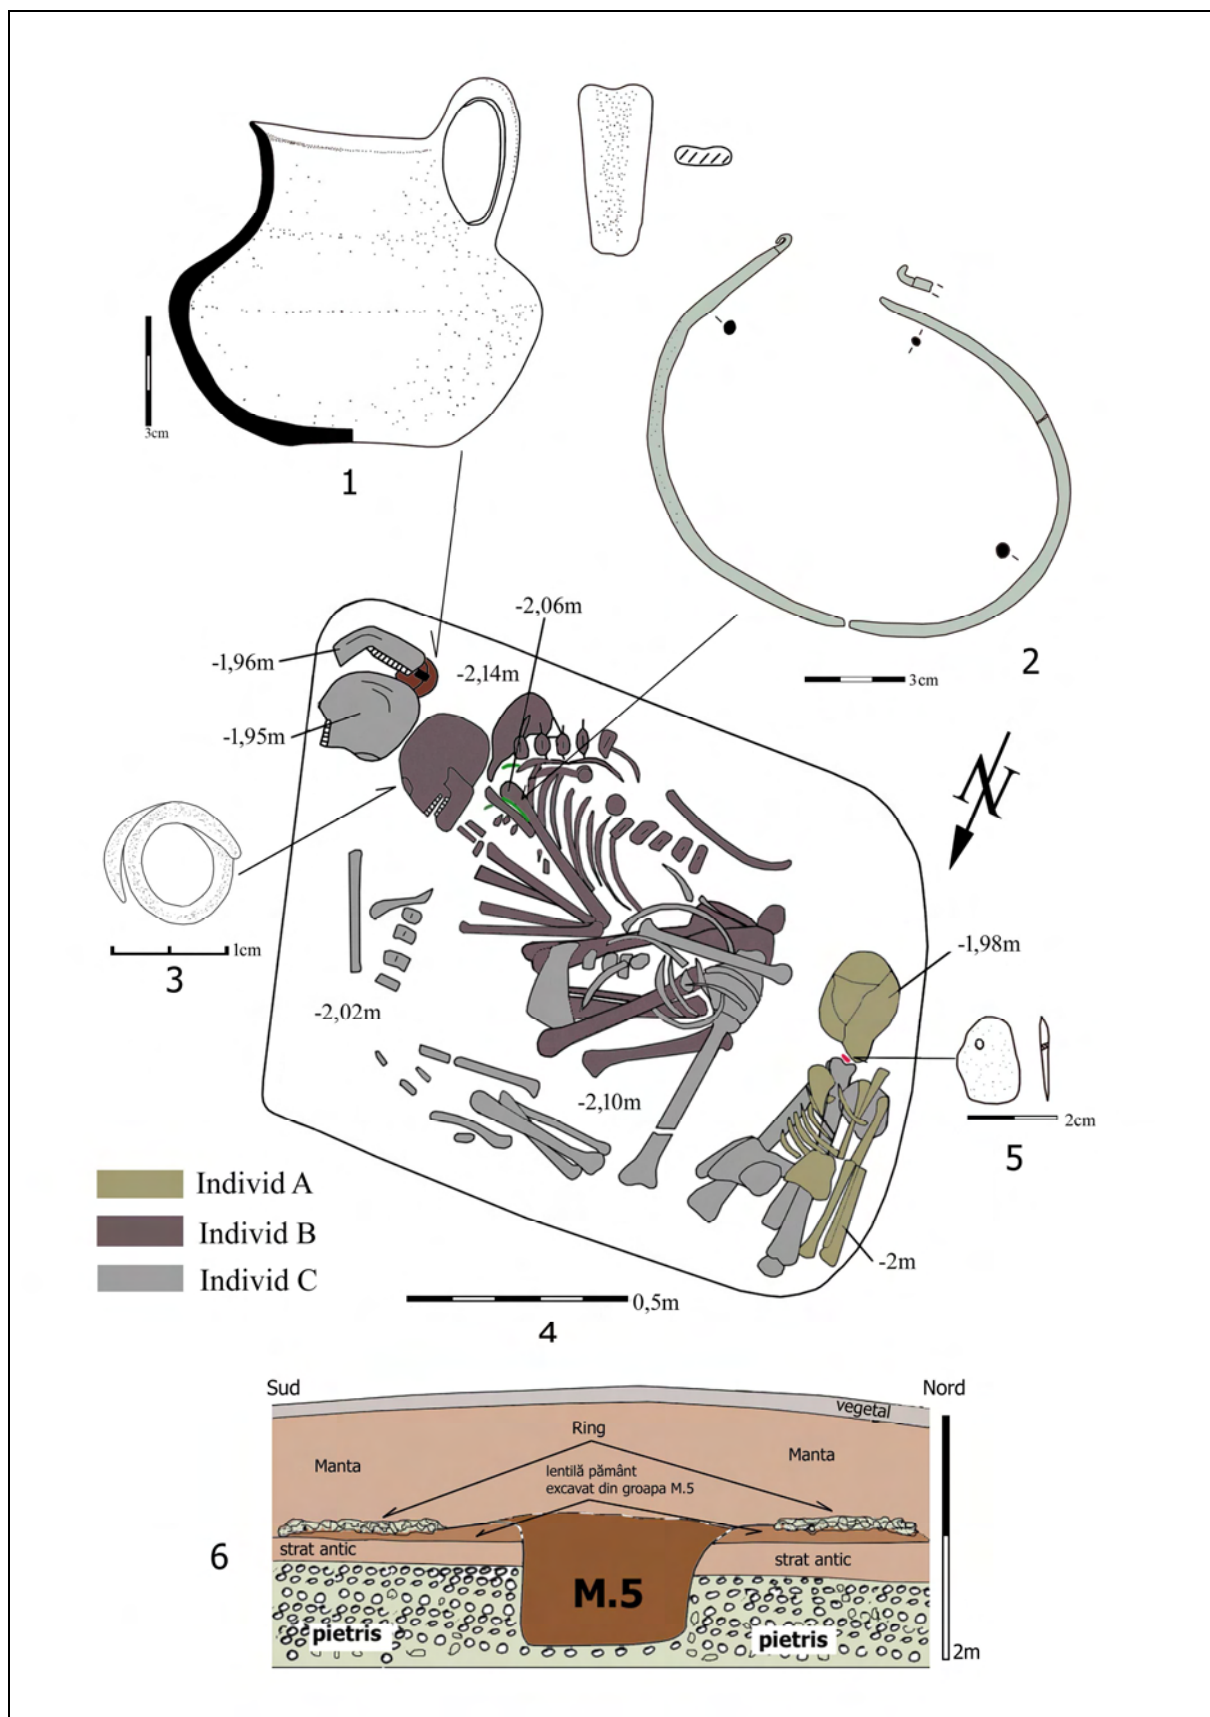 3cm
1
2
3cm
-2,06m
-1,96m
-2,14m
-1,95m
N
1cm
3
-1,98m
-2,02m
-2,10m
2cm
5
Individ A
Individ B
-2m
Individ C
0,5m
4
Sud
Nord
vegetal
Ring
Manta
Manta
lentilă pământ
excavat din groapa M.5
6
strat antic
strat antic
M.5
pietris
pietris
2m